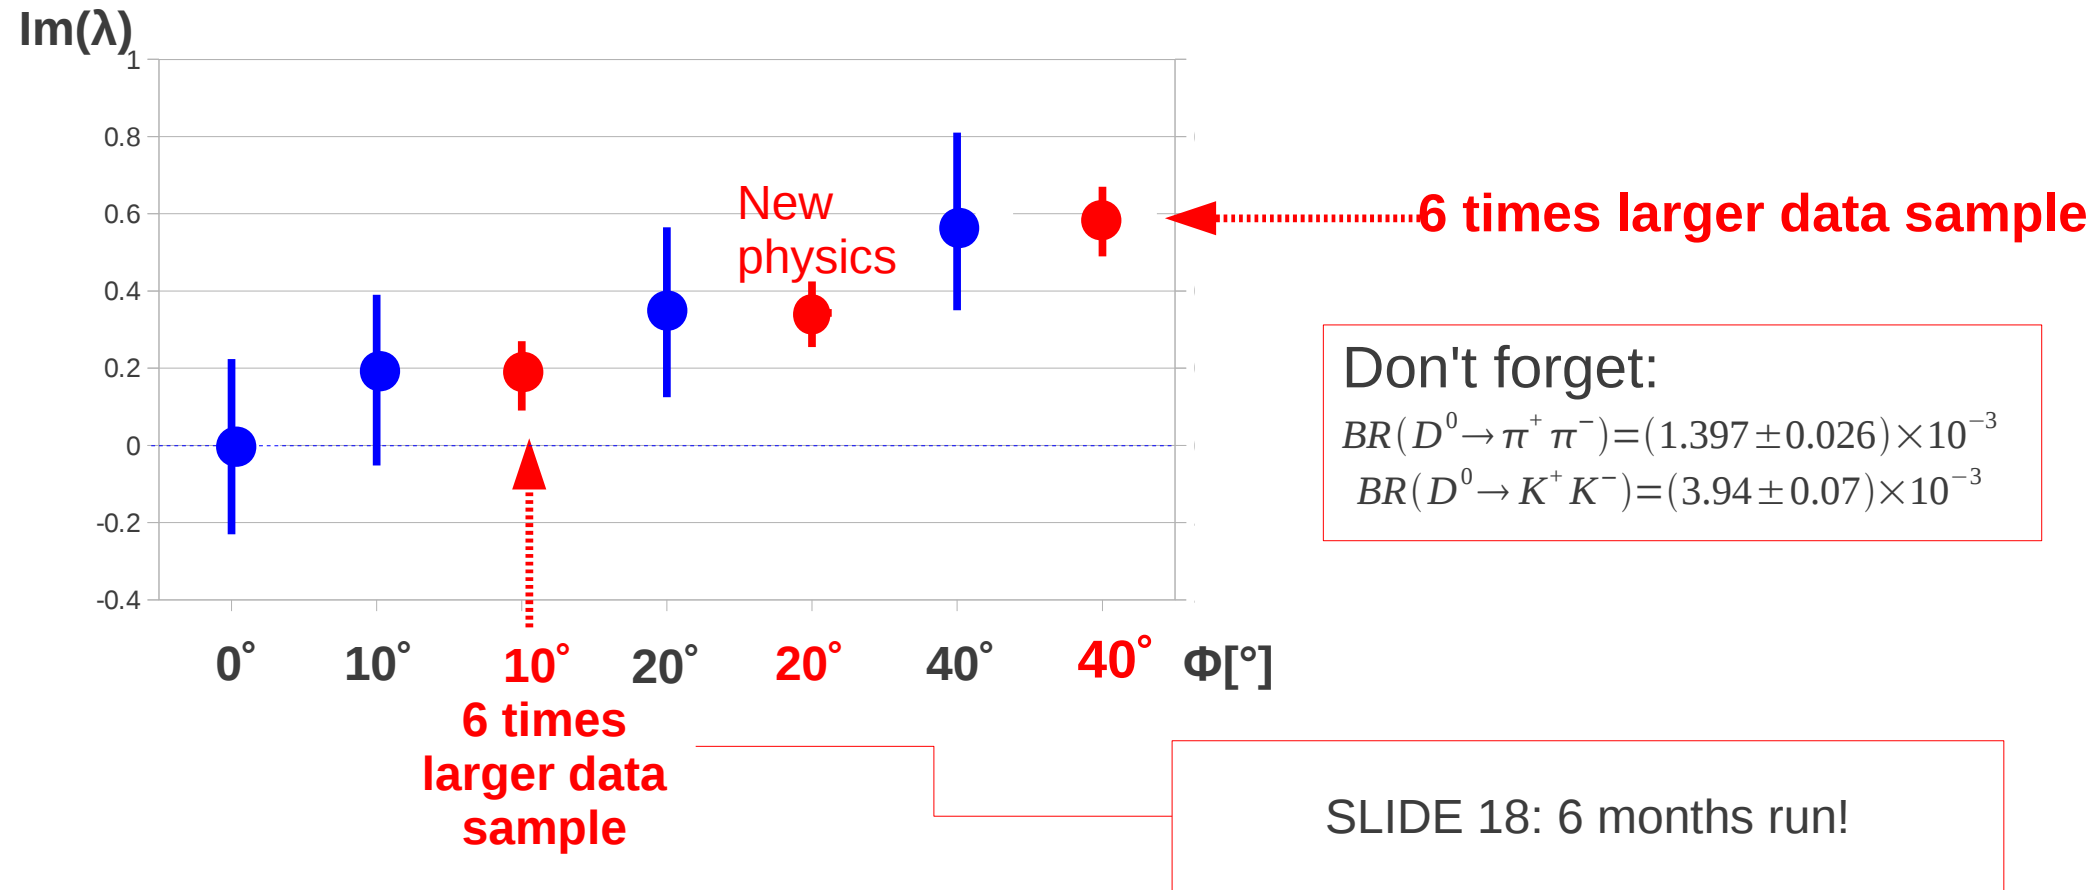 Im(λ)
1
0.8
0.6
0.4
0.2
0
-0.2
-0.4
New
physics
6 times larger data sample
Don't forget:
BR(D⁰→π⁺π⁻)=(1.397±0.026)×10⁻³
BR(D⁰→K⁺K⁻)=(3.94±0.07)×10⁻³
0° 10° 10° 20° 20° 40° 40° Φ[°]
6 times
larger data
sample
SLIDE 18: 6 months run!